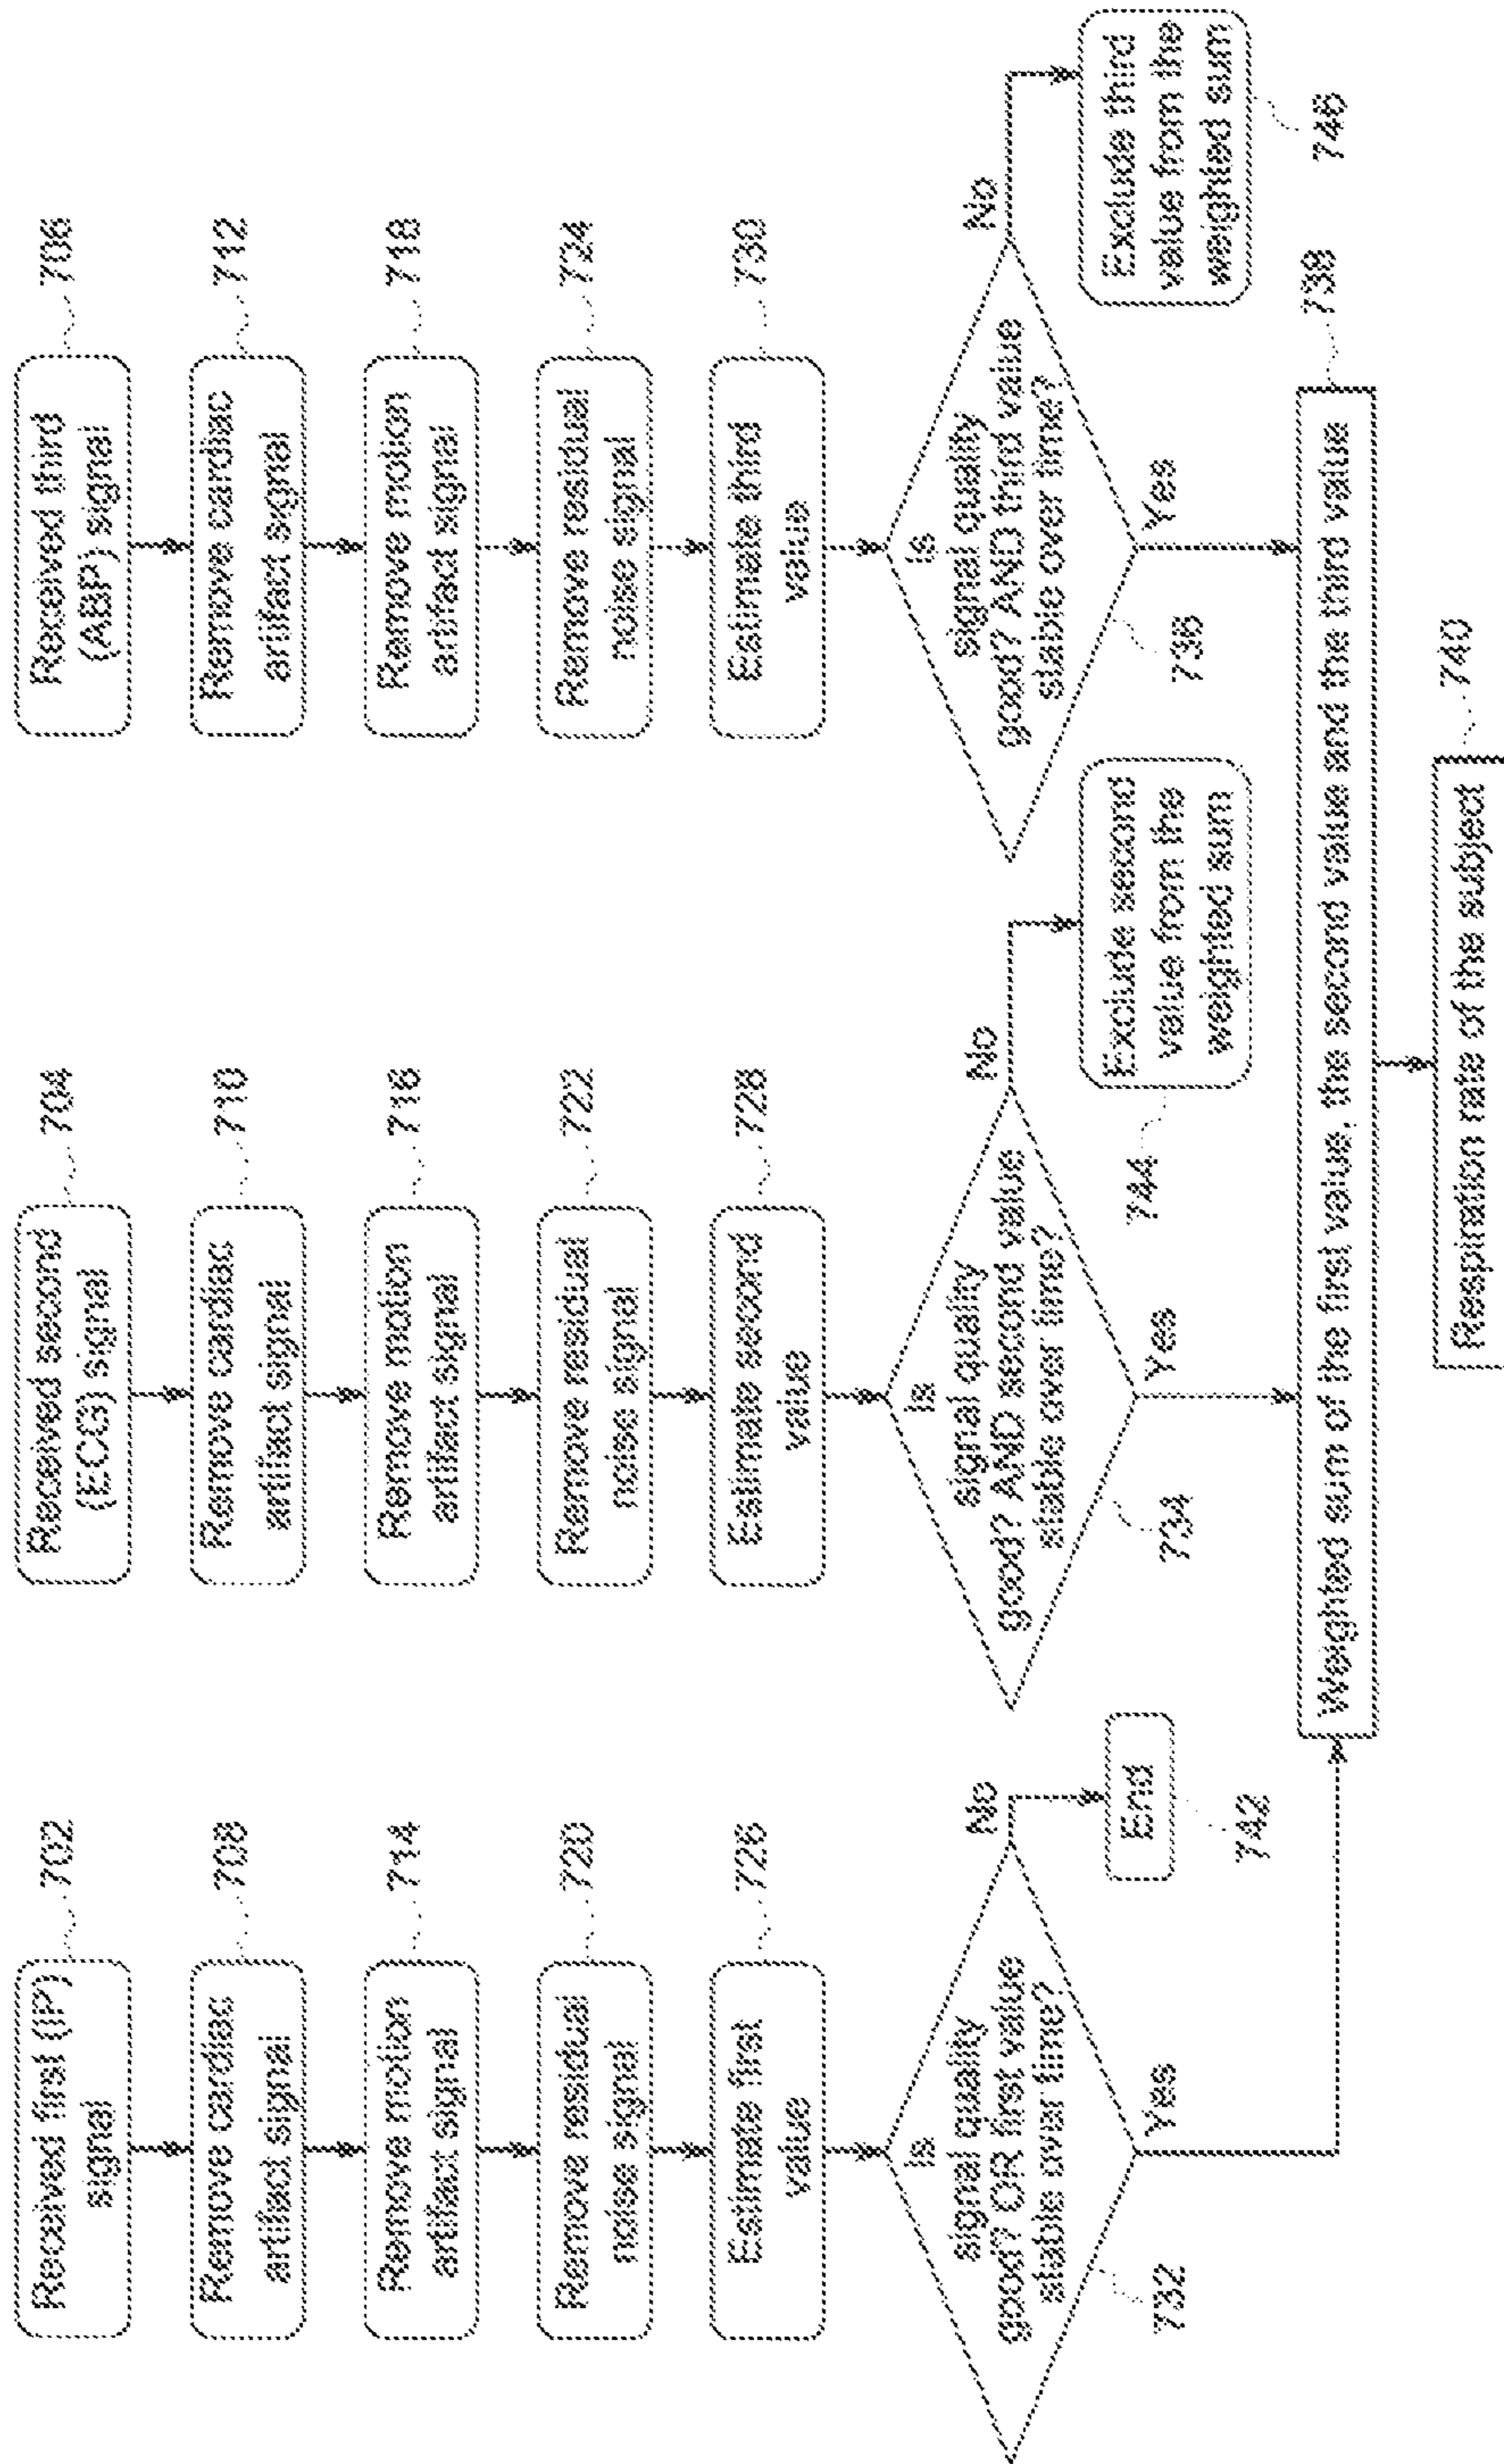 Received first (IP)
signal
702
Remove cardiac
artifact signal
708
Remove motion
artifact signal
714
Remove residual
noise signal
720
Estimate first
value
726
Is
signal quality
good? OR first value
stable over time?
732
No
End
742
Yes
Received second
(ECG) signal
704
Remove cardiac
artifact signal
710
Remove motion
artifact signal
716
Remove residual
noise signal
722
Estimate second
value
728
Is
signal quality
good? AND second value
stable over time?
734
No
Exclude second
value from the
weighted sum
744
Yes
Received third
(ABP) signal
706
Remove cardiac
artifact signal
712
Remove motion
artifact signal
718
Remove residual
noise signal
724
Estimate third
value
730
Is
signal quality
good? AND third value
stable over time?
736
No
Exclude third
value from the
weighted sum
746
Yes
Weighted sum of the first value, the second value and the third value
738
Respiration rate of the subject
740